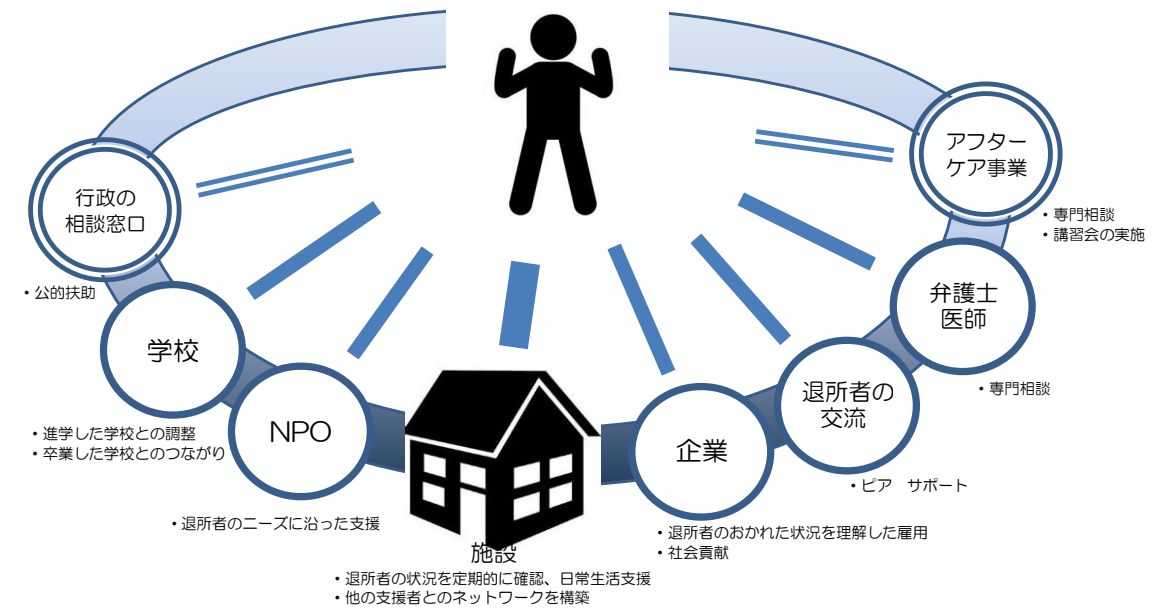 アフター
ケア事業
・専門相談
・講習会の実施
行政の
相談窓口
・公的扶助
弁護士
医師
・専門相談
学校
・進学した学校との調整
・卒業した学校とのつながり
退所者の
交流
・ピア　サポート
NPO
・退所者のニーズに沿った支援
企業
・退所者のおかれた状況を理解した雇用
・社会貢献
施設
・退所者の状況を定期的に確認、日常生活支援
・他の支援者とのネットワークを構築